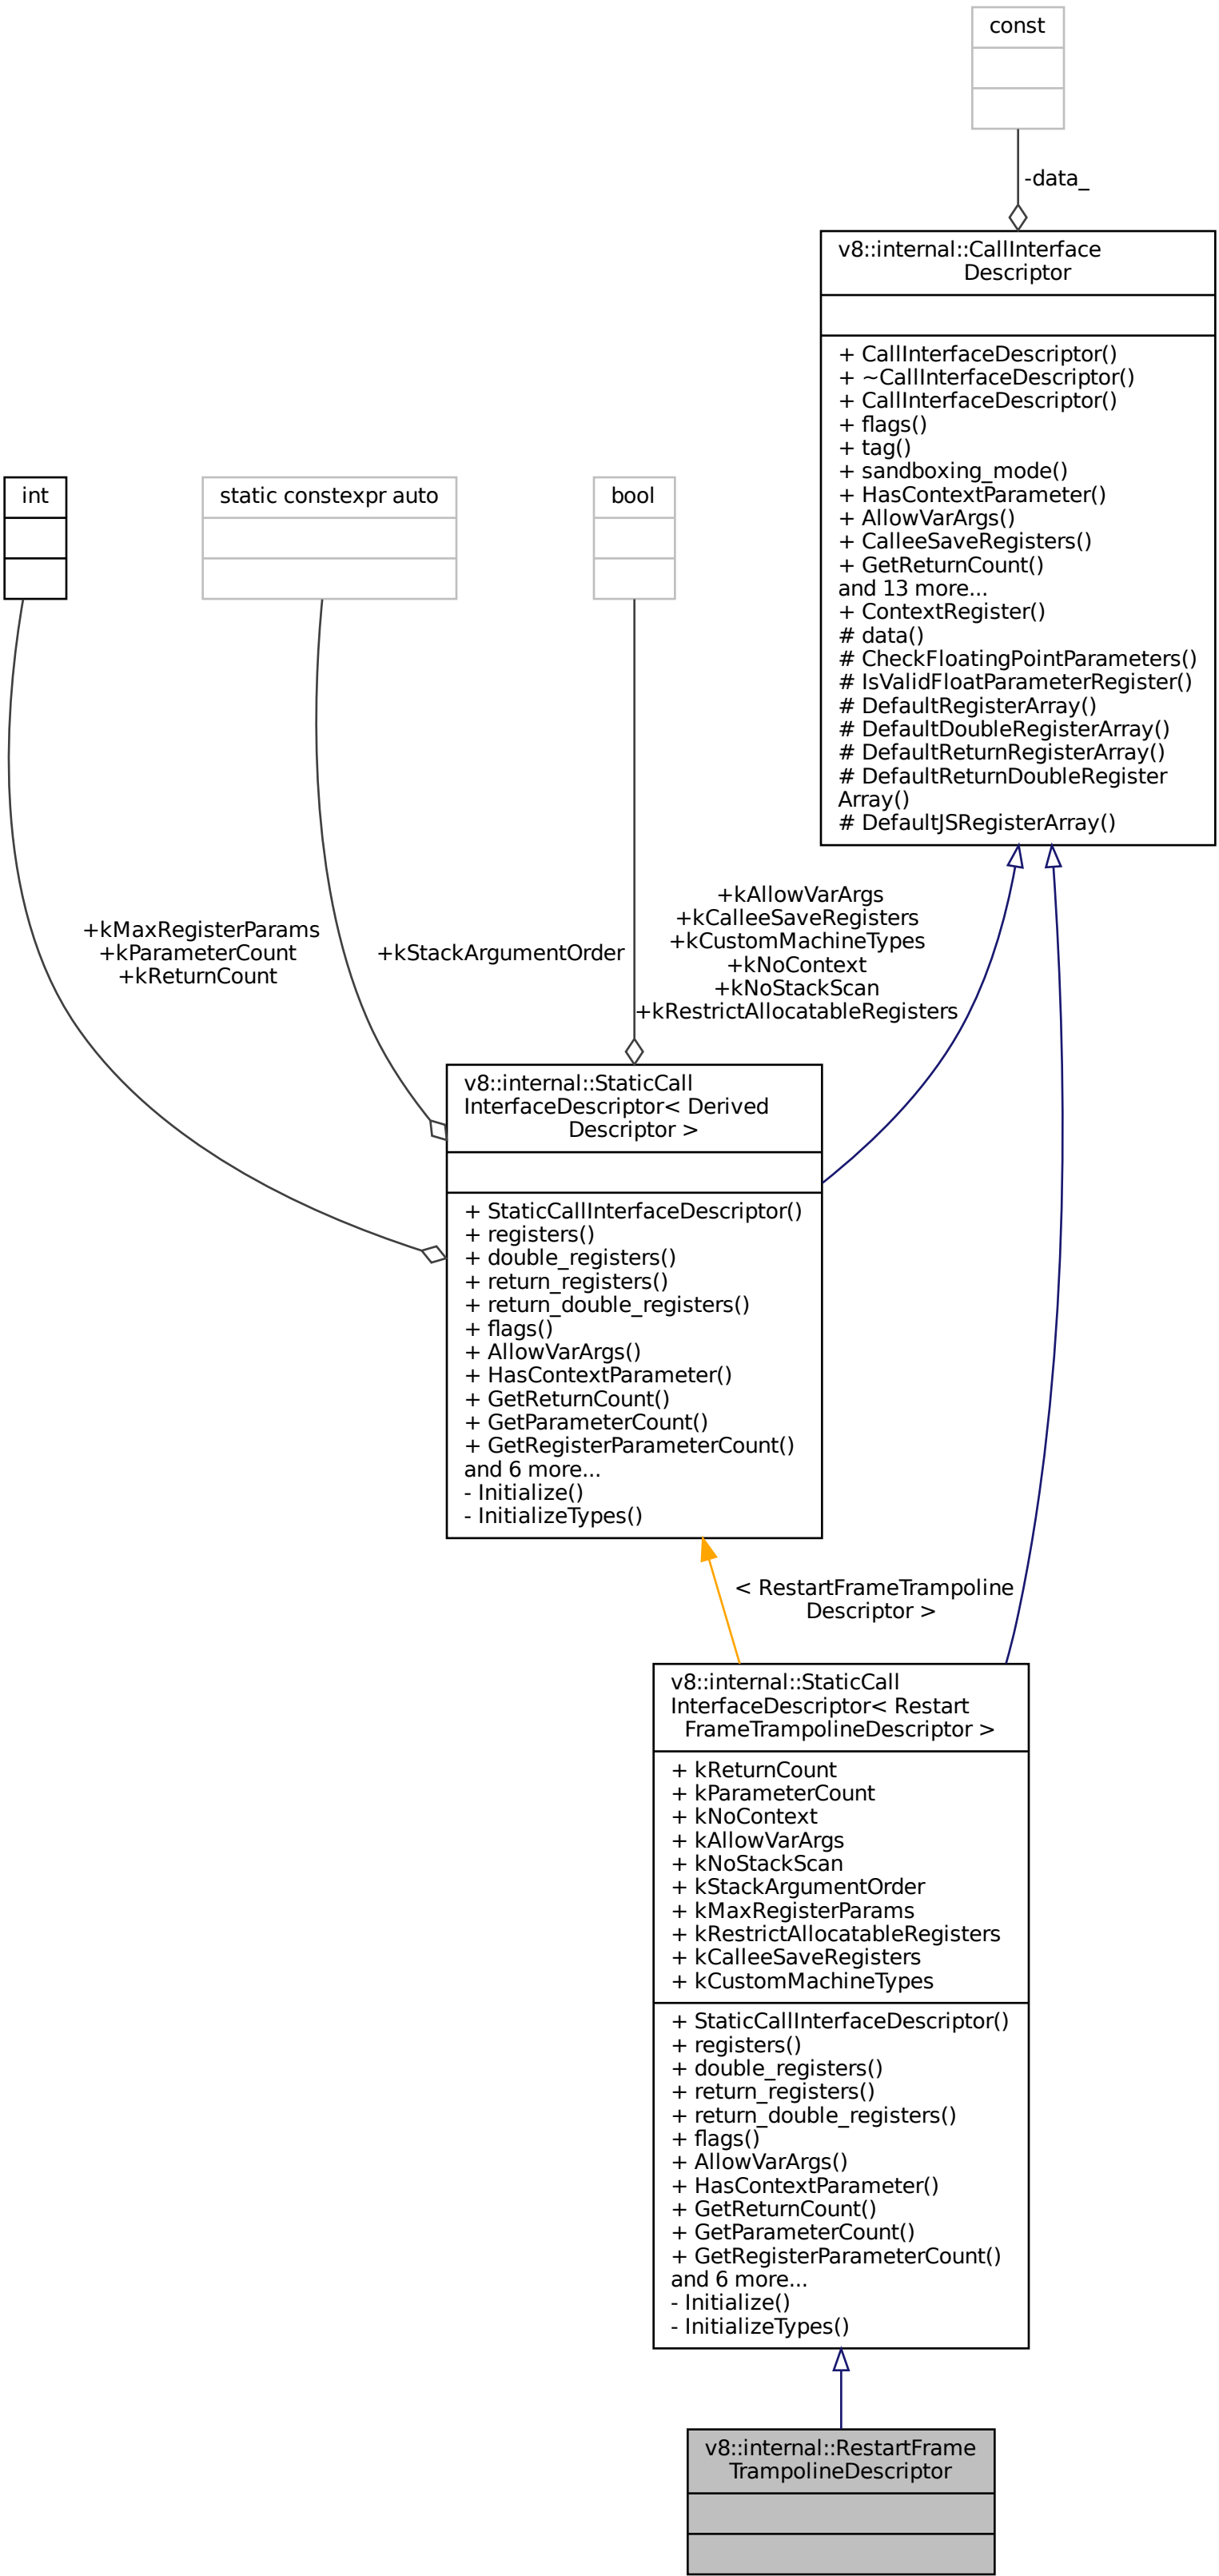 const
-data_
v8::internal::CallInterface
Descriptor
+ CallInterfaceDescriptor()
+ ~CallInterfaceDescriptor()
+ CallInterfaceDescriptor()
+ flags()
+ tag()
+ sandboxing_mode()
+ HasContextParameter()
+ AllowVarArgs()
+ CalleeSaveRegisters()
+ GetReturnCount()
and 13 more...
+ ContextRegister()
# data()
# CheckFloatingPointParameters()
# IsValidFloatParameterRegister()
# DefaultRegisterArray()
# DefaultDoubleRegisterArray()
# DefaultReturnRegisterArray()
# DefaultReturnDoubleRegister
Array()
# DefaultJSRegisterArray()
int
static constexpr auto
bool
+kMaxRegisterParams
+kParameterCount
+kReturnCount
+kStackArgumentOrder
+kAllowVarArgs
+kCalleeSaveRegisters
+kCustomMachineTypes
+kNoContext
+kNoStackScan
+kRestrictAllocatableRegisters
v8::internal::StaticCall
InterfaceDescriptor< Derived
Descriptor >
+ StaticCallInterfaceDescriptor()
+ registers()
+ double_registers()
+ return_registers()
+ return_double_registers()
+ flags()
+ AllowVarArgs()
+ HasContextParameter()
+ GetReturnCount()
+ GetParameterCount()
+ GetRegisterParameterCount()
and 6 more...
- Initialize()
- InitializeTypes()
< RestartFrameTrampoline
Descriptor >
v8::internal::StaticCall
InterfaceDescriptor< Restart
FrameTrampolineDescriptor >
+ kReturnCount
+ kParameterCount
+ kNoContext
+ kAllowVarArgs
+ kNoStackScan
+ kStackArgumentOrder
+ kMaxRegisterParams
+ kRestrictAllocatableRegisters
+ kCalleeSaveRegisters
+ kCustomMachineTypes
+ StaticCallInterfaceDescriptor()
+ registers()
+ double_registers()
+ return_registers()
+ return_double_registers()
+ flags()
+ AllowVarArgs()
+ HasContextParameter()
+ GetReturnCount()
+ GetParameterCount()
+ GetRegisterParameterCount()
and 6 more...
- Initialize()
- InitializeTypes()
v8::internal::RestartFrame
TrampolineDescriptor